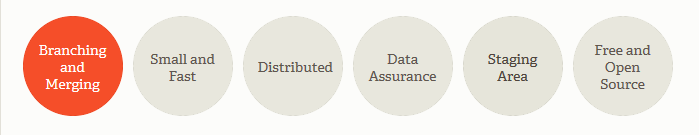 Branching
and
Merging
Small and
Fast
Distributed
Data
Assurance
Staging
Area
Free and
Open
Source